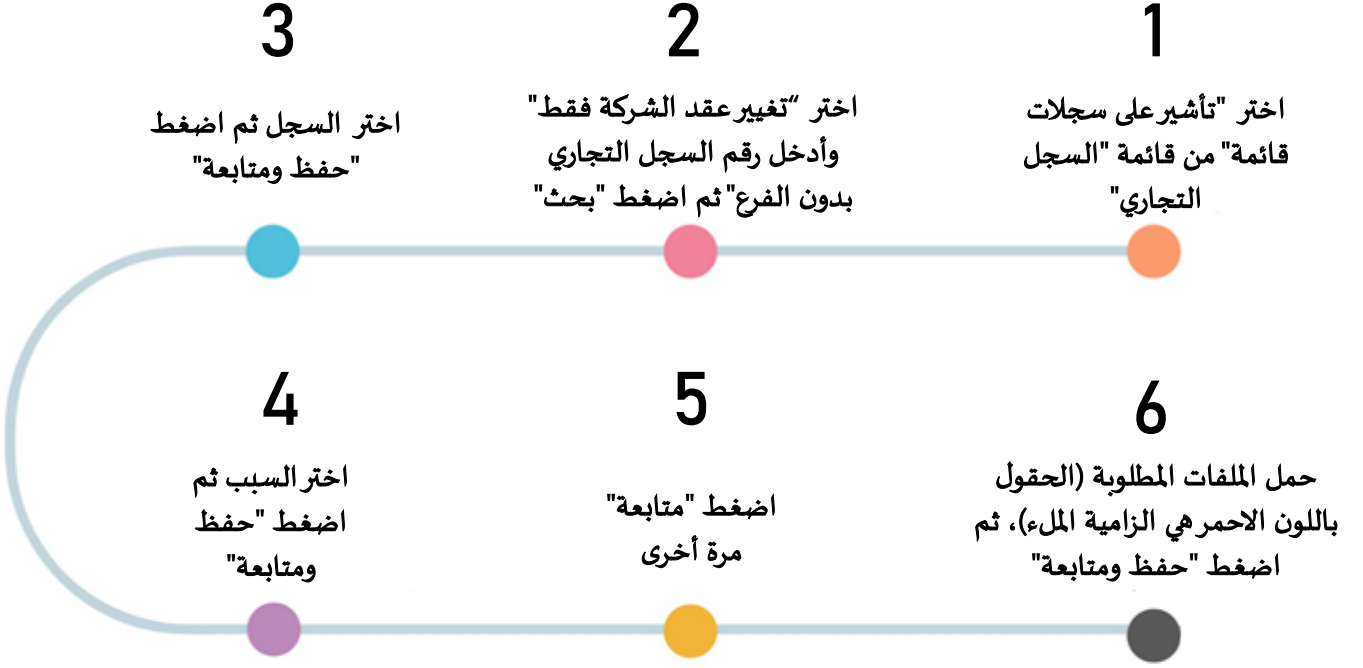 1
اختر "تأشير على سجلات
قائمة" من قائمة "السجل
التجاري"
2
اختر “تغيير عقد الشركة فقط"
وأدخل رقم السجل التجاري
بدون الفرع" ثم اضغط "بحث"
3
اختر السجل ثم اضغط
"حفظ ومتابعة"
4
اختر السبب ثم
اضغط "حفظ
ومتابعة"
5
اضغط "متابعة"
مرة أخرى
6
حمل الملفات المطلوبة (الحقول
باللون الاحمر هي الزامية الملء)، ثم
اضغط "حفظ ومتابعة"